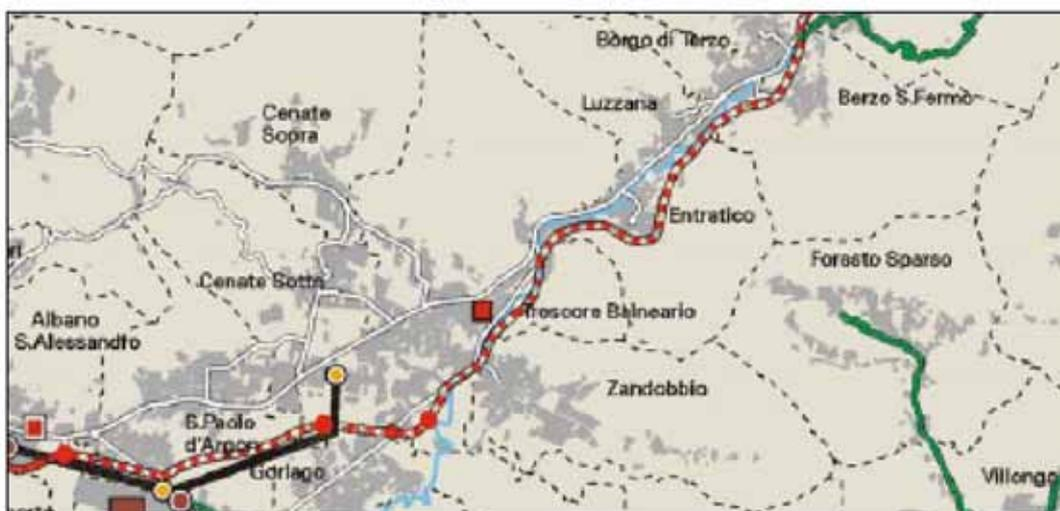 Borgo di Terzo
Luzzana
Berzo S.Fermo
Cenate
Sopra
Entratico
Foresto Sparso
Cenate Sotto
Albano
S.Alessandro
Trescore Balneario
Zandobbio
S.Paolo
d'Argon
Gorlago
Villongo